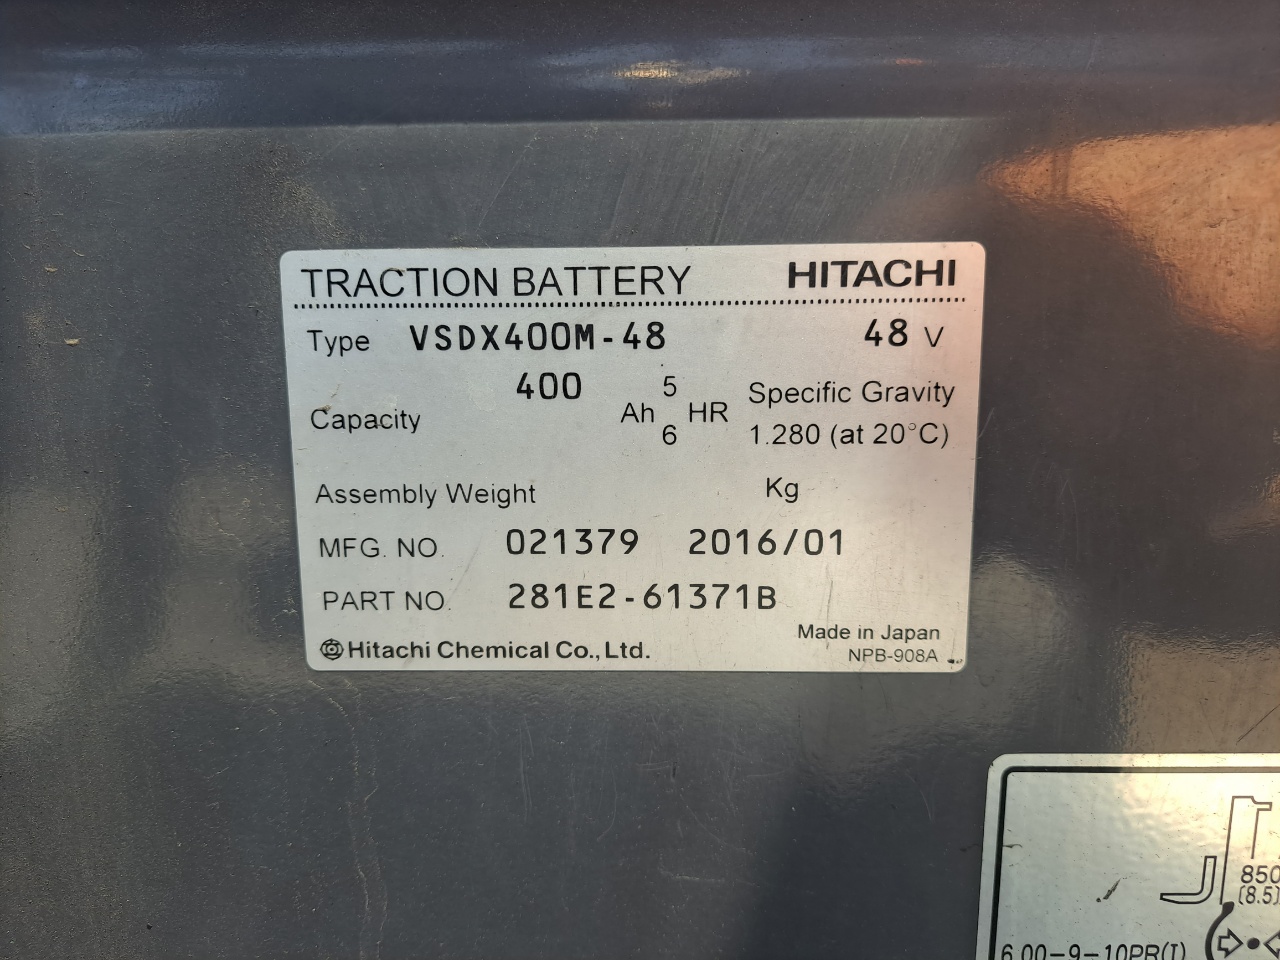 TRACTION BATTERY HITACHI
Type VSDX400M-48 48 V
Capacity 400 Ah 5 HR Specific Gravity
6 1.280 (at 20°C)
Assembly Weight Kg
MFG. NO. 021379 2016/01
PART NO. 281E2-61371B
Hitachi Chemical Co., Ltd. Made in Japan
NPB-908A
850
(8.5)
6.00-9-10PR(I)